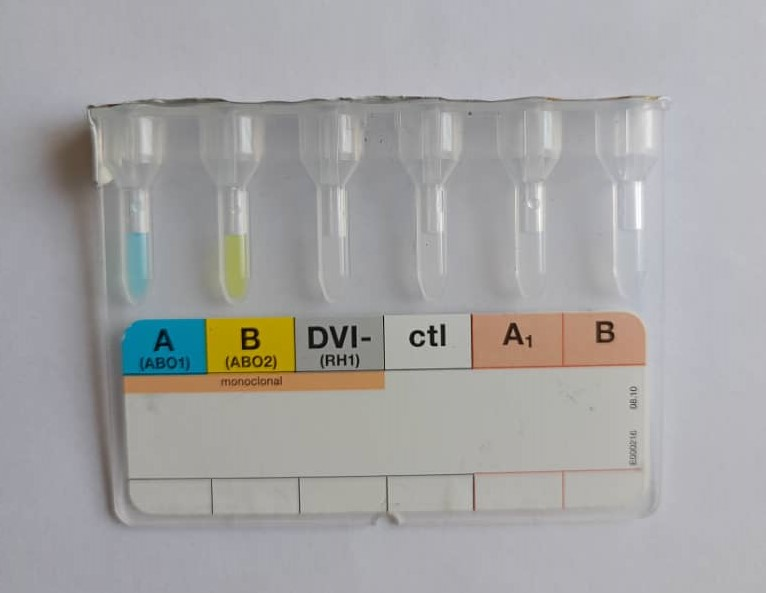 A B DVI- ctl A₁ B
(ABO1) (ABO2) (RH1)
monoclonal
08.10